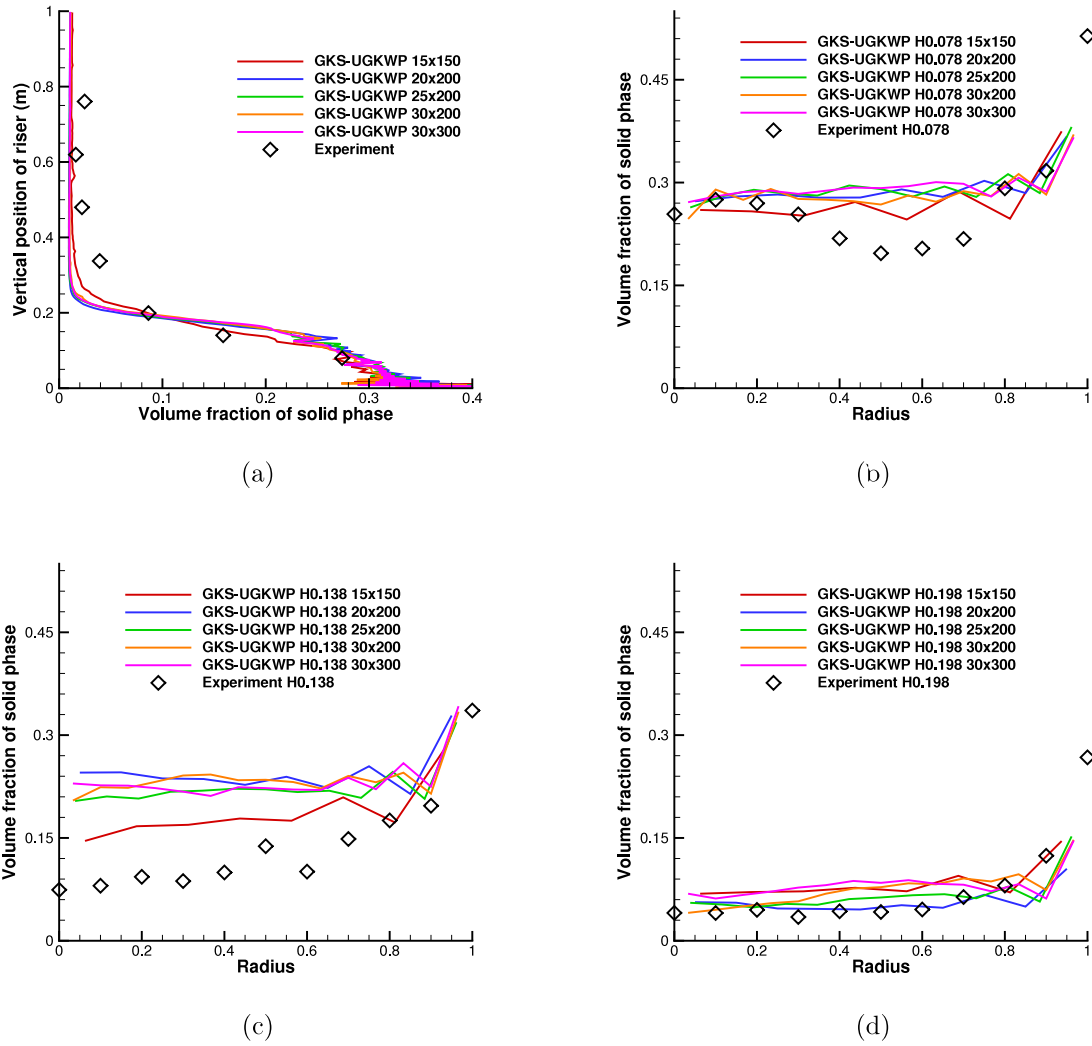 Vertical position of riser (m)
1
0.8
0.6
0.4
0.2
0
GKS-UGKWP 15x150
GKS-UGKWP 20x200
GKS-UGKWP 25x200
GKS-UGKWP 30x200
GKS-UGKWP 30x300
Experiment
0
0.1
0.2
0.3
0.4
Volume fraction of solid phase
(a)
Volume fraction of solid phase
0.45
0.3
0.15
0
GKS-UGKWP H0.078 15x150
GKS-UGKWP H0.078 20x200
GKS-UGKWP H0.078 25x200
GKS-UGKWP H0.078 30x200
GKS-UGKWP H0.078 30x300
Experiment H0.078
0
0.2
0.4
0.6
0.8
1
Radius
(b)
Volume fraction of solid phase
0.45
0.3
0.15
0
GKS-UGKWP H0.138 15x150
GKS-UGKWP H0.138 20x200
GKS-UGKWP H0.138 25x200
GKS-UGKWP H0.138 30x200
GKS-UGKWP H0.138 30x300
Experiment H0.138
0
0.2
0.4
0.6
0.8
1
Radius
(c)
Volume fraction of solid phase
0.45
0.3
0.15
0
GKS-UGKWP H0.198 15x150
GKS-UGKWP H0.198 20x200
GKS-UGKWP H0.198 25x200
GKS-UGKWP H0.198 30x200
GKS-UGKWP H0.198 30x300
Experiment H0.198
0
0.2
0.4
0.6
0.8
1
Radius
(d)